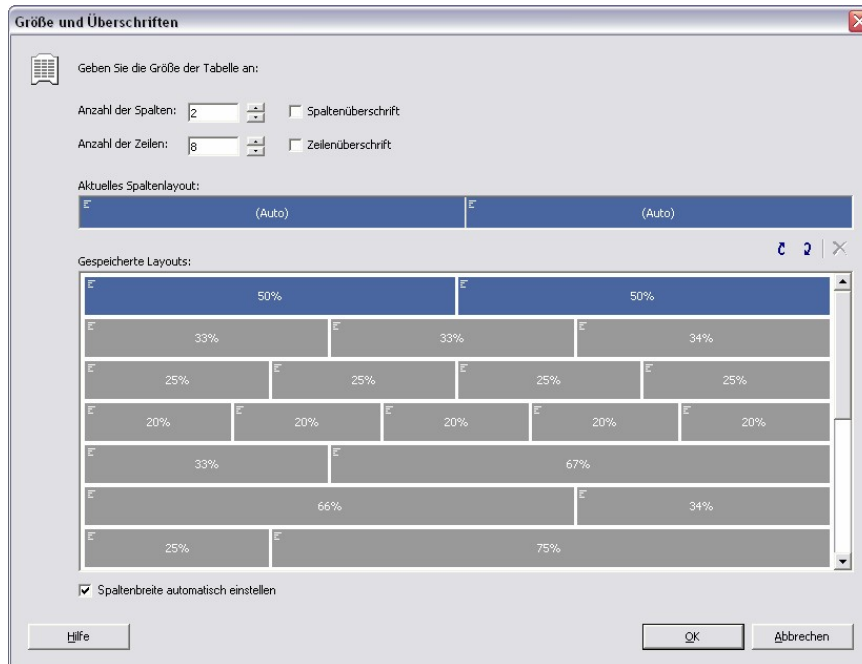 Größe und Überschriften
Geben Sie die Größe der Tabelle an:
Anzahl der Spalten: 2 Spaltenüberschrift
Anzahl der Zeilen: 8 Zeilenüberschrift
Aktuelles Spaltenlayout:
(Auto) (Auto)
Gespeicherte Layouts:
50% 50%
33% 33% 34%
25% 25% 25% 25%
20% 20% 20% 20% 20%
33% 67%
66% 34%
25% 75%
Spaltenbreite automatisch einstellen
Hilfe OK Abbrechen